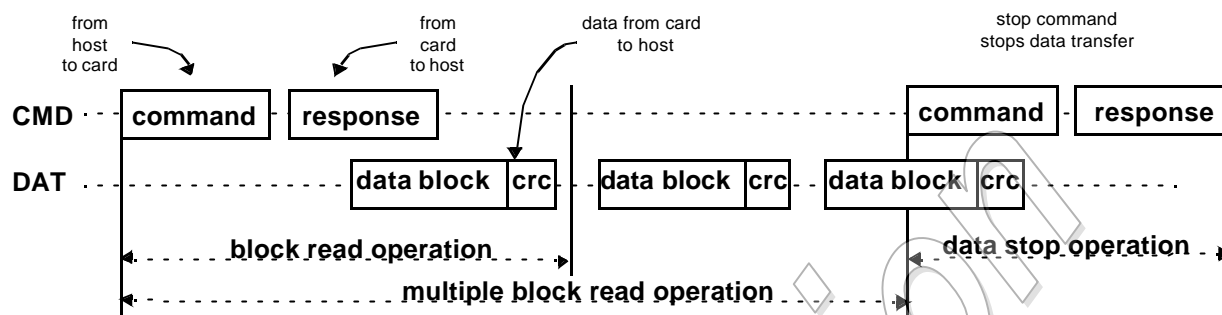 from
host
to card
from
card
to host
data from card
to host
stop command
stops data transfer
CMD command response command response
DAT data block crc data block crc data block crc
block read operation data stop operation
multiple block read operation